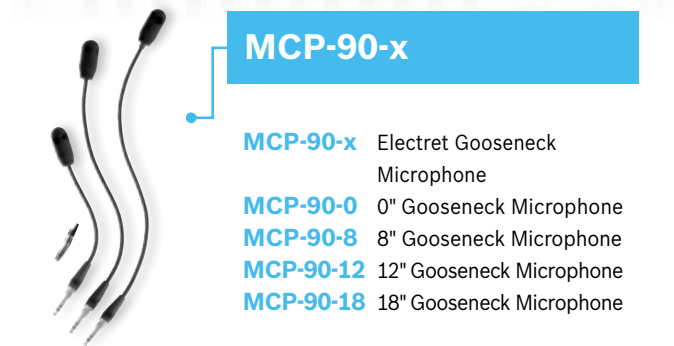 MCP-90-x
MCP-90-x Electret Gooseneck
Microphone
MCP-90-0 0" Gooseneck Microphone
MCP-90-8 8" Gooseneck Microphone
MCP-90-12 12" Gooseneck Microphone
MCP-90-18 18" Gooseneck Microphone